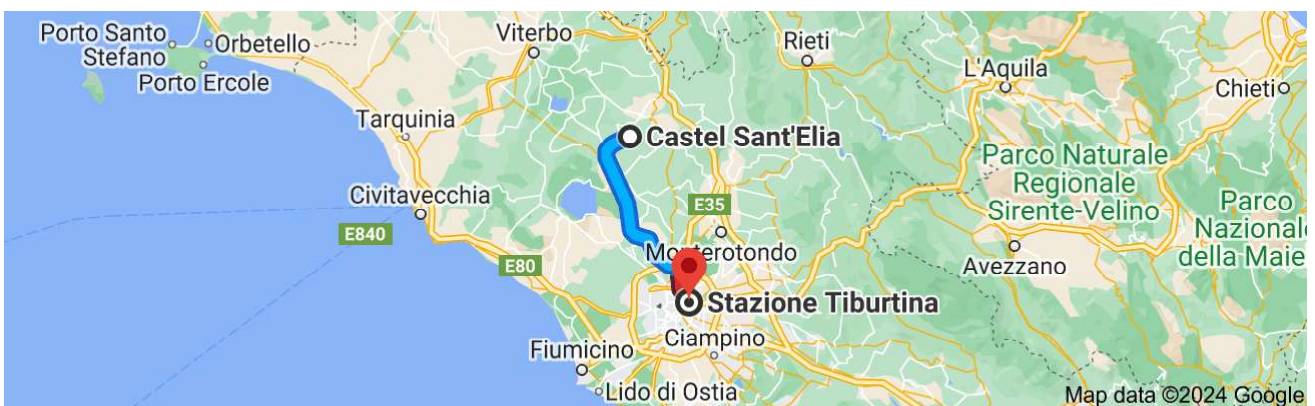 Porto Santo
Stefano
Orbetello
Porto Ercole
Viterbo
Rieti
L'Aquila
Chieti
Tarquinia
Castel Sant'Elia
Parco Naturale
Regionale
Sirente-Velino
Parco
Nazionale
della Maie
Civitavecchia
E840
E35
E80
Monterotondo
Avezzano
Stazione Tiburtina
Ciampino
Fiumicino
Lido di Ostia
Map data ©2024 Google